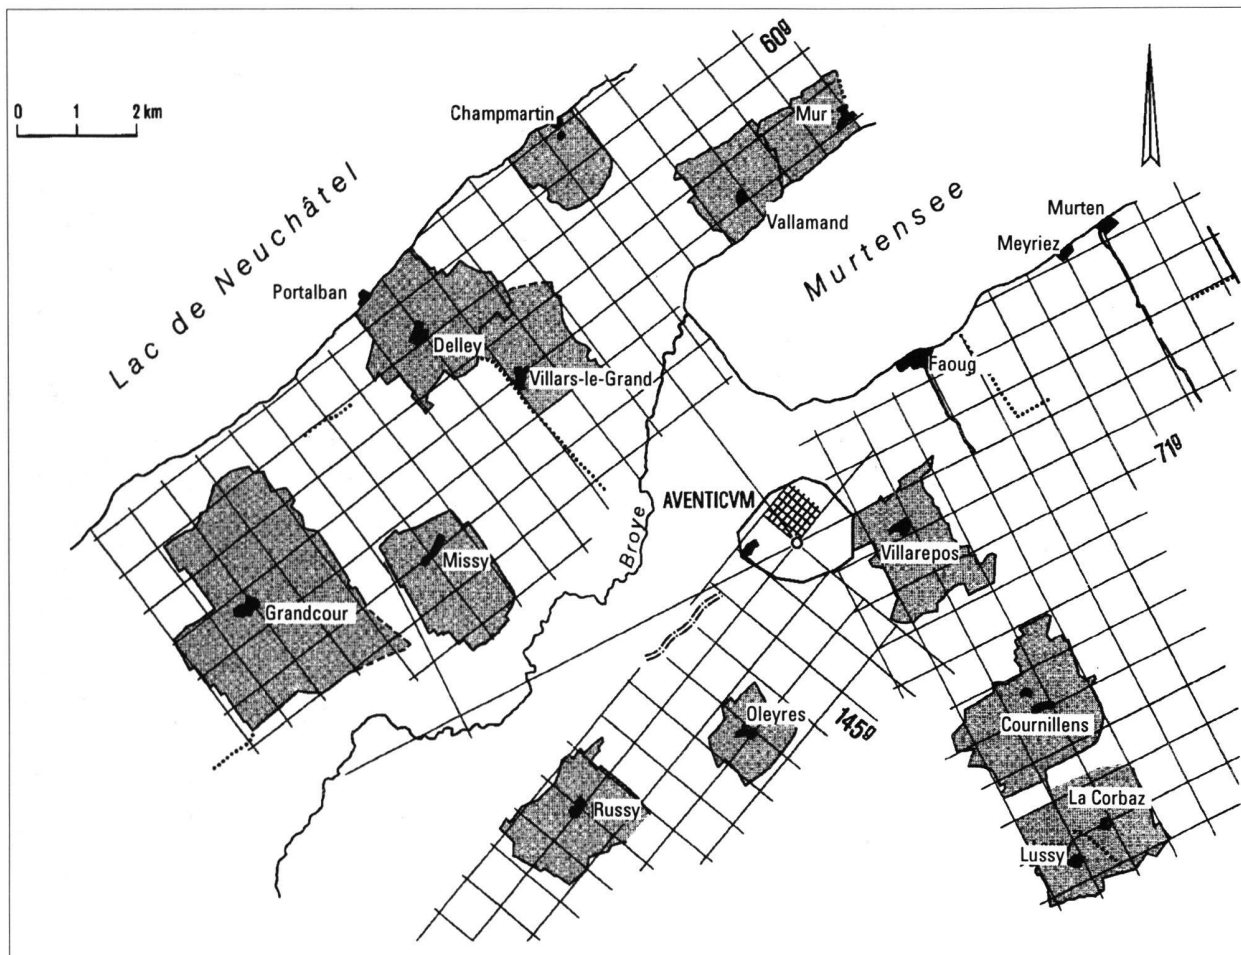 60g
0 1 2 km
Champmartin
Mur
Lac de Neuchâtel
Vallamand
Murtensee
Murten
Meyriez
Portalban
Delley
Faoug
Villars-le-Grand
71g
AVENTICVM
Broye
Villarepos
Missy
Grandcour
Oleyres
145g
Cournillens
Russy
La Corbaz
Lussy